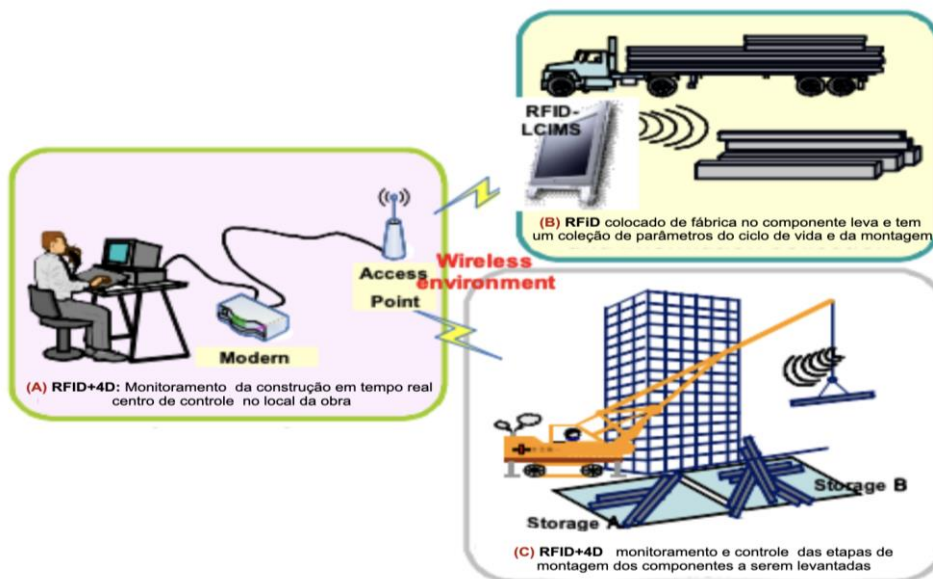 RFID-
LCIMS
(B) RFiD colocado de fábrica no componente leva e tem
um coleção de parâmetros do ciclo de vida e da montagem
Access
Point
Modern
(A) RFID+4D: Monitoramento da construção em tempo real
centro de controle no local da obra
Wireless
environment
Storage A
Storage B
(C) RFID+4D monitoramento e controle das etapas de
montagem dos componentes a serem levantadas